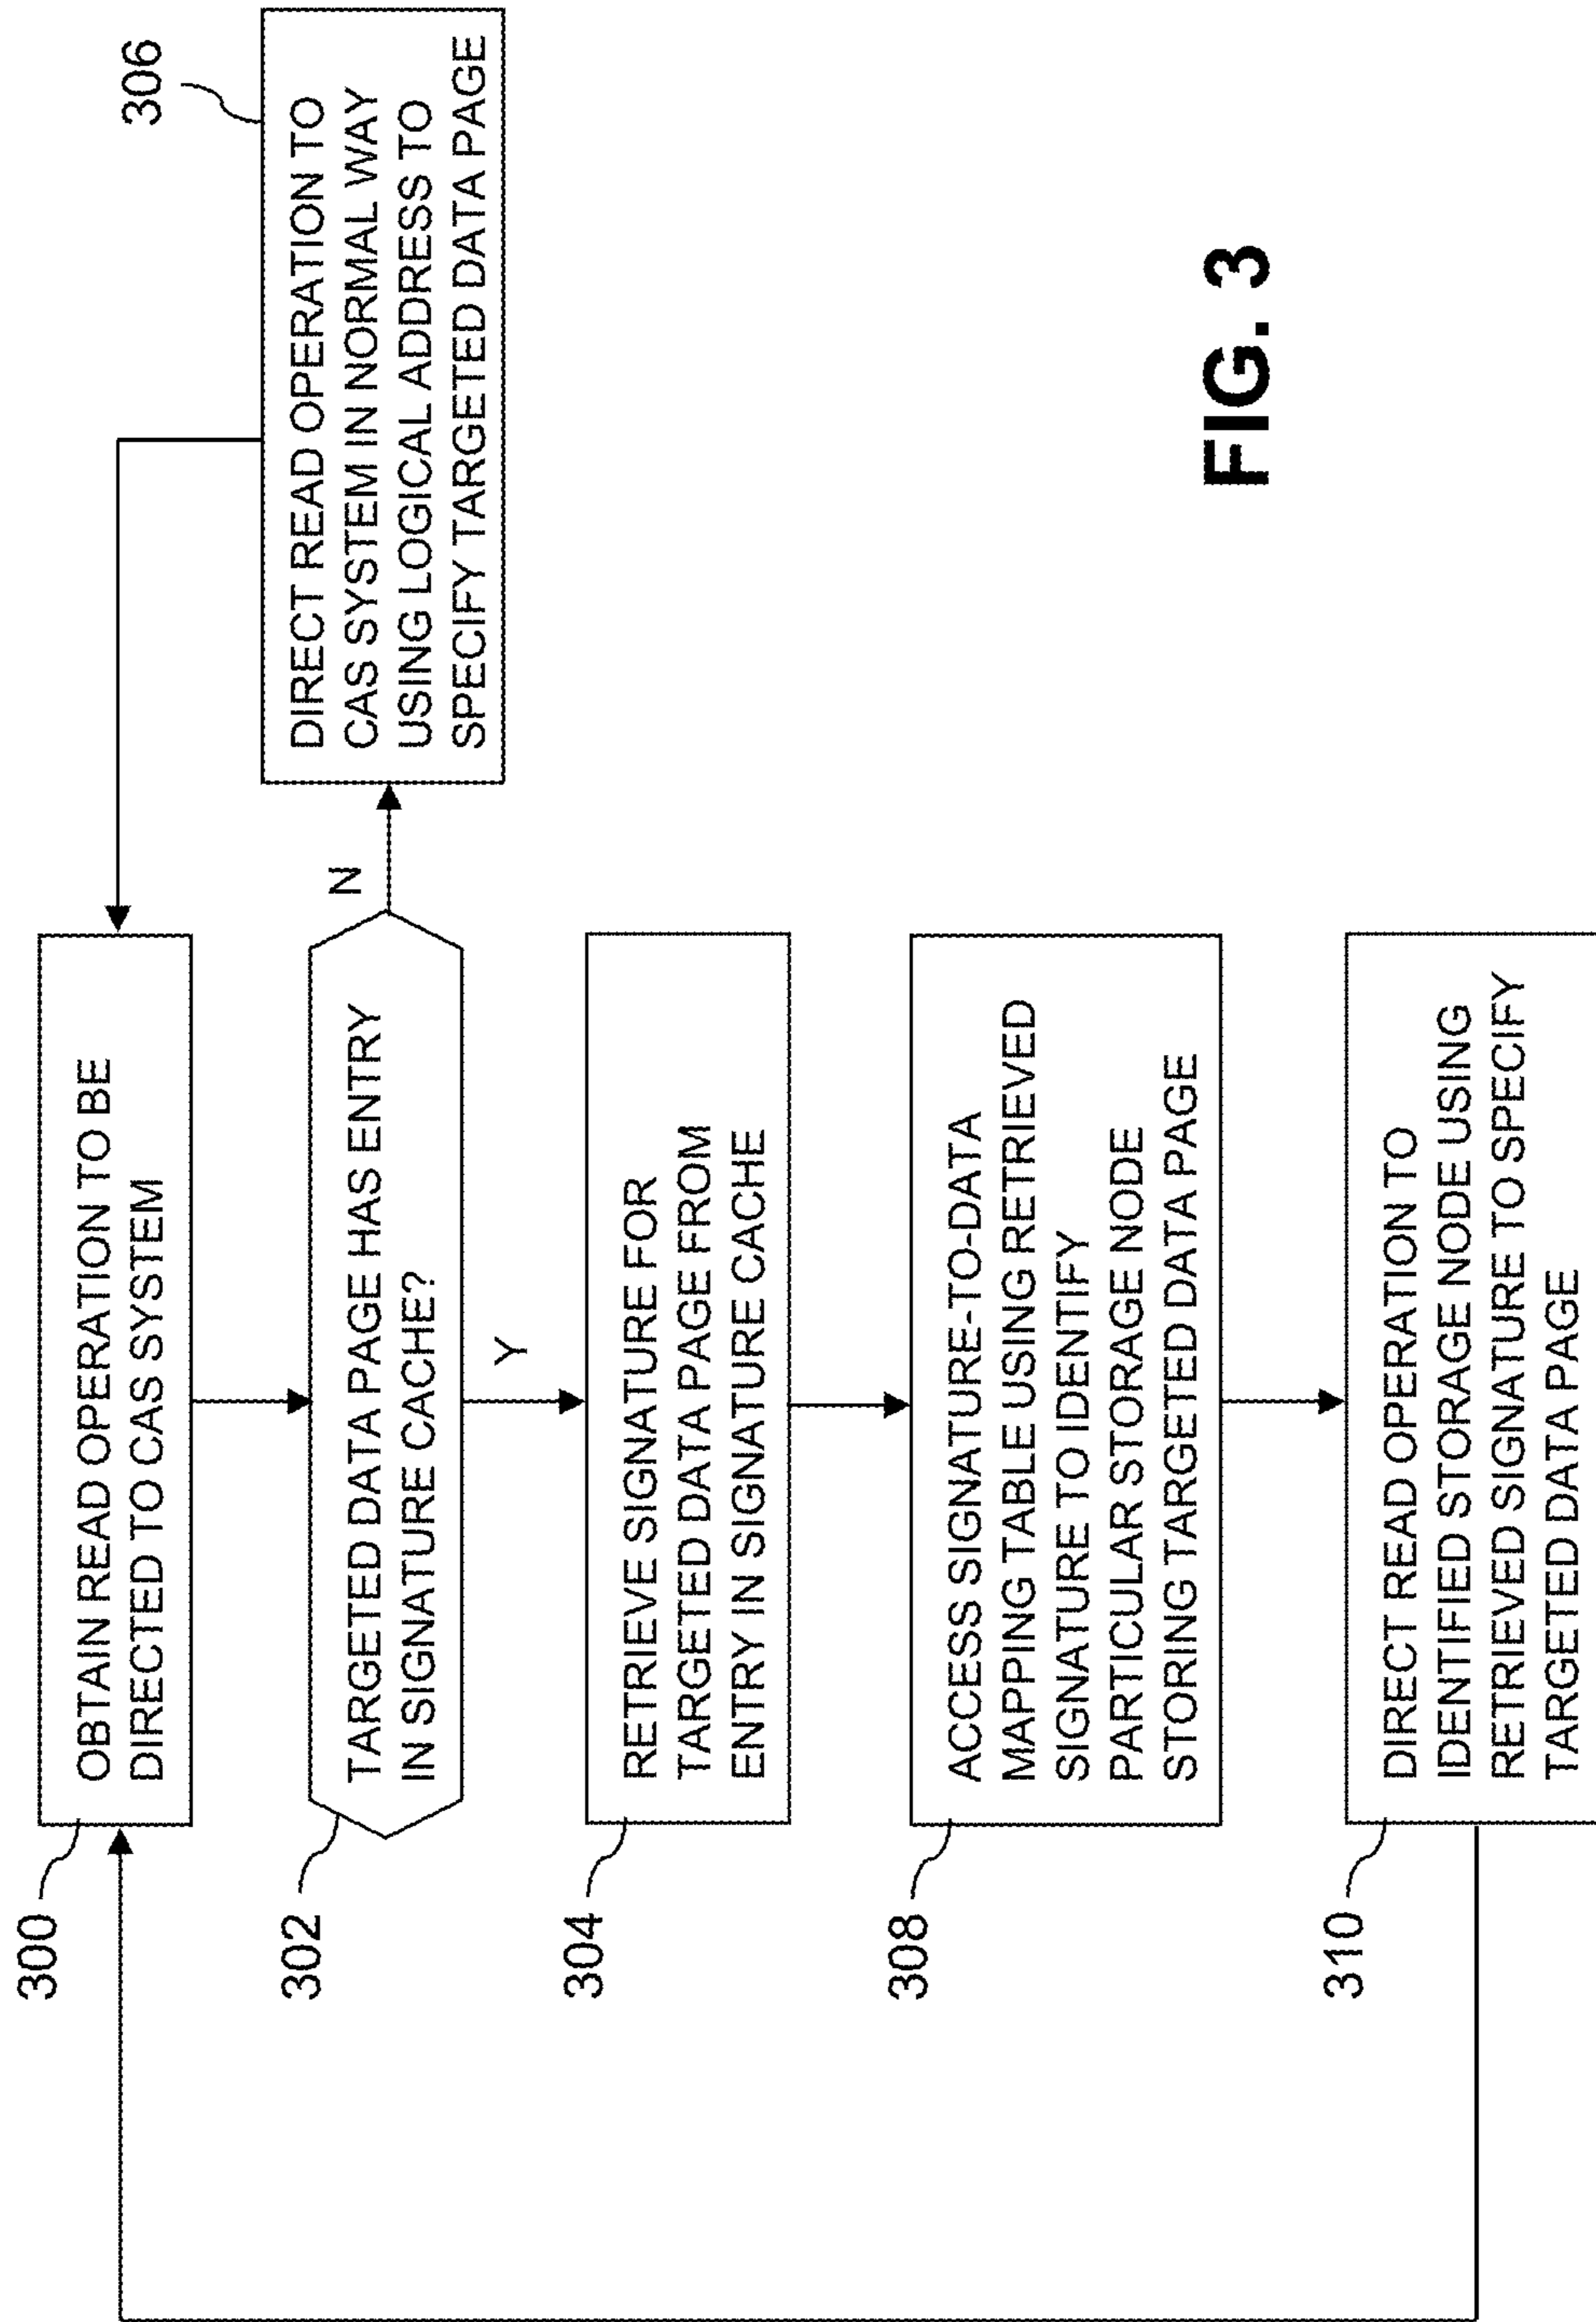 300
OBTAIN READ OPERATION TO BE
DIRECTED TO CAS SYSTEM
302
TARGETED DATA PAGE HAS ENTRY
IN SIGNATURE CACHE?
N
306
DIRECT READ OPERATION TO
CAS SYSTEM IN NORMAL WAY
USING LOGICAL ADDRESS TO
SPECIFY TARGETED DATA PAGE
Y
304
RETRIEVE SIGNATURE FOR
TARGETED DATA PAGE FROM
ENTRY IN SIGNATURE CACHE
308
ACCESS SIGNATURE-TO-DATA
MAPPING TABLE USING RETRIEVED
SIGNATURE TO IDENTIFY
PARTICULAR STORAGE NODE
STORING TARGETED DATA PAGE
310
DIRECT READ OPERATION TO
IDENTIFIED STORAGE NODE USING
RETRIEVED SIGNATURE TO SPECIFY
TARGETED DATA PAGE
FIG. 3